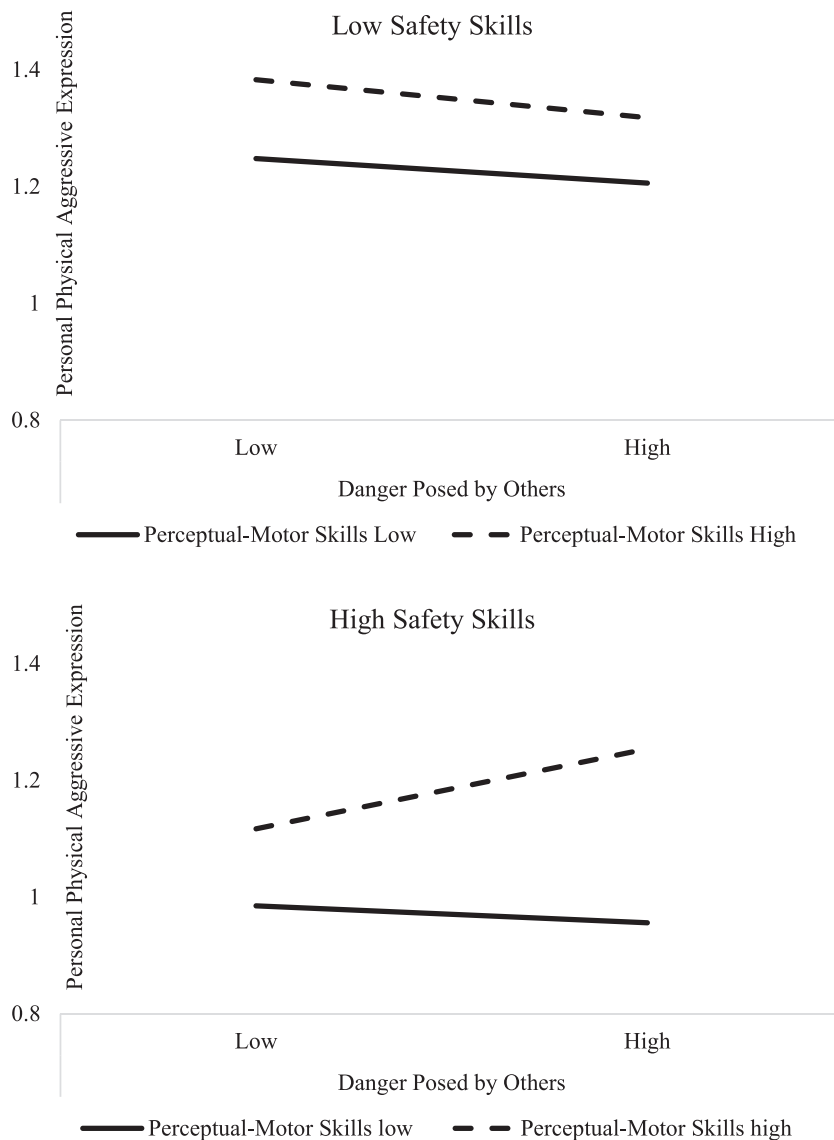 Low Safety Skills
Personal Physical Aggressive Expression
1.4
1.2
1
0.8
Low High
Danger Posed by Others
Perceptual-Motor Skills Low Perceptual-Motor Skills High
High Safety Skills
Personal Physical Aggressive Expression
1.4
1.2
1
0.8
Low High
Danger Posed by Others
Perceptual-Motor Skills low Perceptual-Motor Skills high